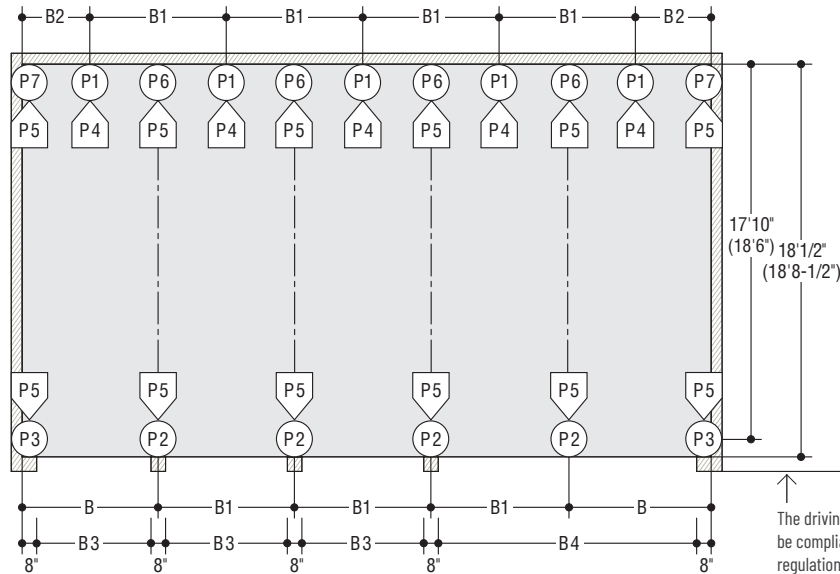 B2 B1 B1 B1 B1 B2
P7 P1 P6 P1 P6 P1 P6 P1 P6 P1 P7
P5 P4 P5 P4 P5 P4 P5 P4 P5 P4 P5
17'10"
(18'6")
18'1/2"
(18'8-1/2")
P5 P5 P5 P5 P5 P5
P3 P2 P2 P2 P2 P3
B B1 B1 B1 B
B3 B3 B3 B4
8" 8" 8" 8" 8"
The drivin
be complia
regulation